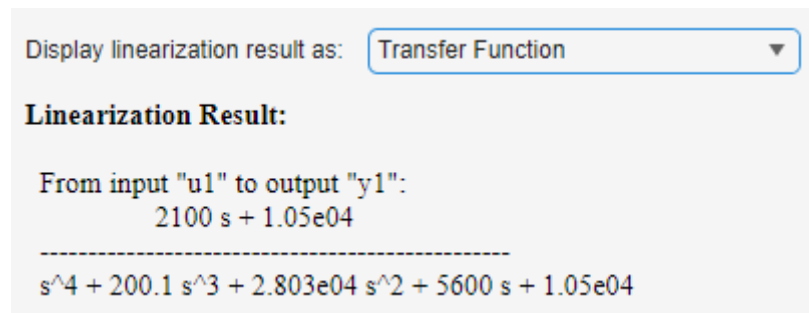 Display linearization result as: Transfer Function
Linearization Result:
From input "u1" to output "y1":
2100 s + 1.05e04
-------------------------------------------------
s^4 + 200.1 s^3 + 2.803e04 s^2 + 5600 s + 1.05e04